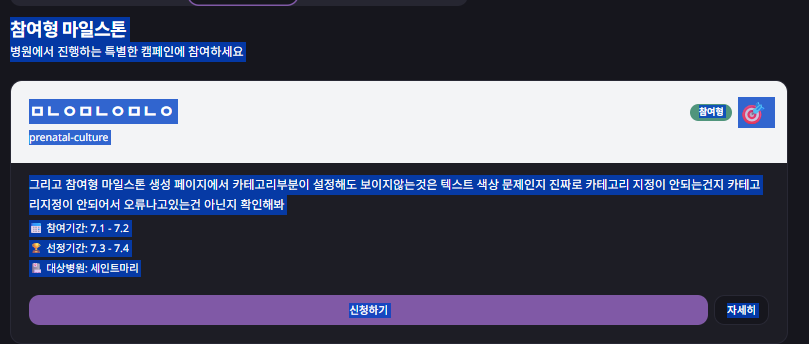 참여형 마일스톤
병원에서 진행하는 특별한 캠페인에 참여하세요
ㅁㄴㅇㅁㄴㅇㅁㄴㅇ
참여형
prenatal-culture
그리고 참여형 마일스톤 생성 페이지에서 카테고리부분이 설정해도 보이지않는것은 텍스트 색상 문제인지 진짜로 카테고리 지정이 안되는건지 카테고
리지정이 안되어서 오류나고있는건 아닌지 확인해봐
참여기간: 7.1 - 7.2
선정기간: 7.3 - 7.4
대상병원: 세인트마리
신청하기
자세히